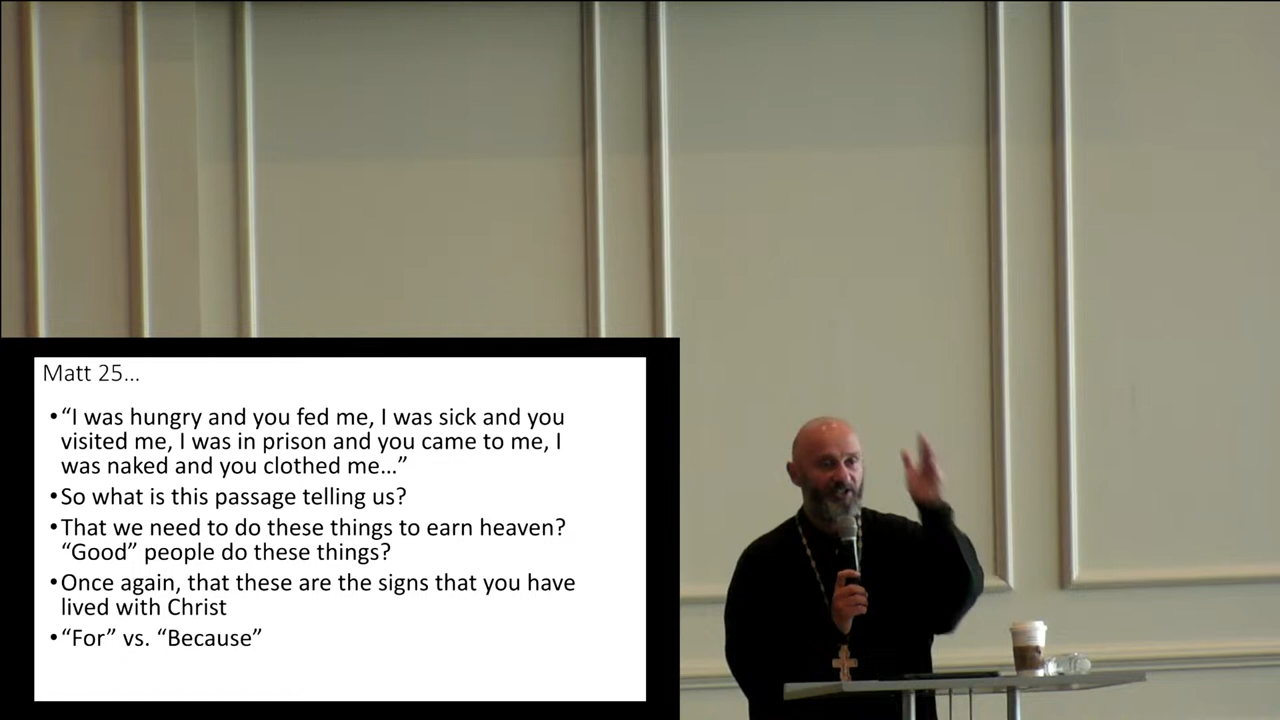 Matt 25…
•“I was hungry and you fed me, I was sick and you
visited me, I was in prison and you came to me, I
was naked and you clothed me…”
•So what is this passage telling us?
•That we need to do these things to earn heaven?
“Good” people do these things?
•Once again, that these are the signs that you have
lived with Christ
•“For” vs. “Because”